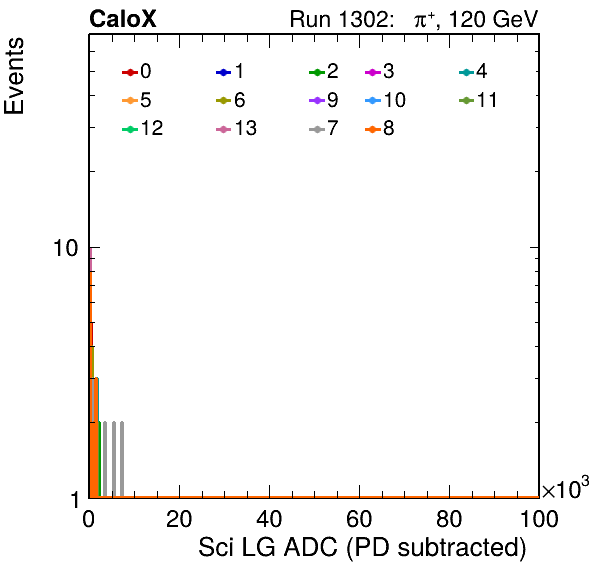 CaloX Run 1302: π⁺, 120 GeV
Events
0 1 2 3 4
5 6 9 10 11
12 13 7 8
10
1
0 20 40 60 80 100
×10³
Sci LG ADC (PD subtracted)